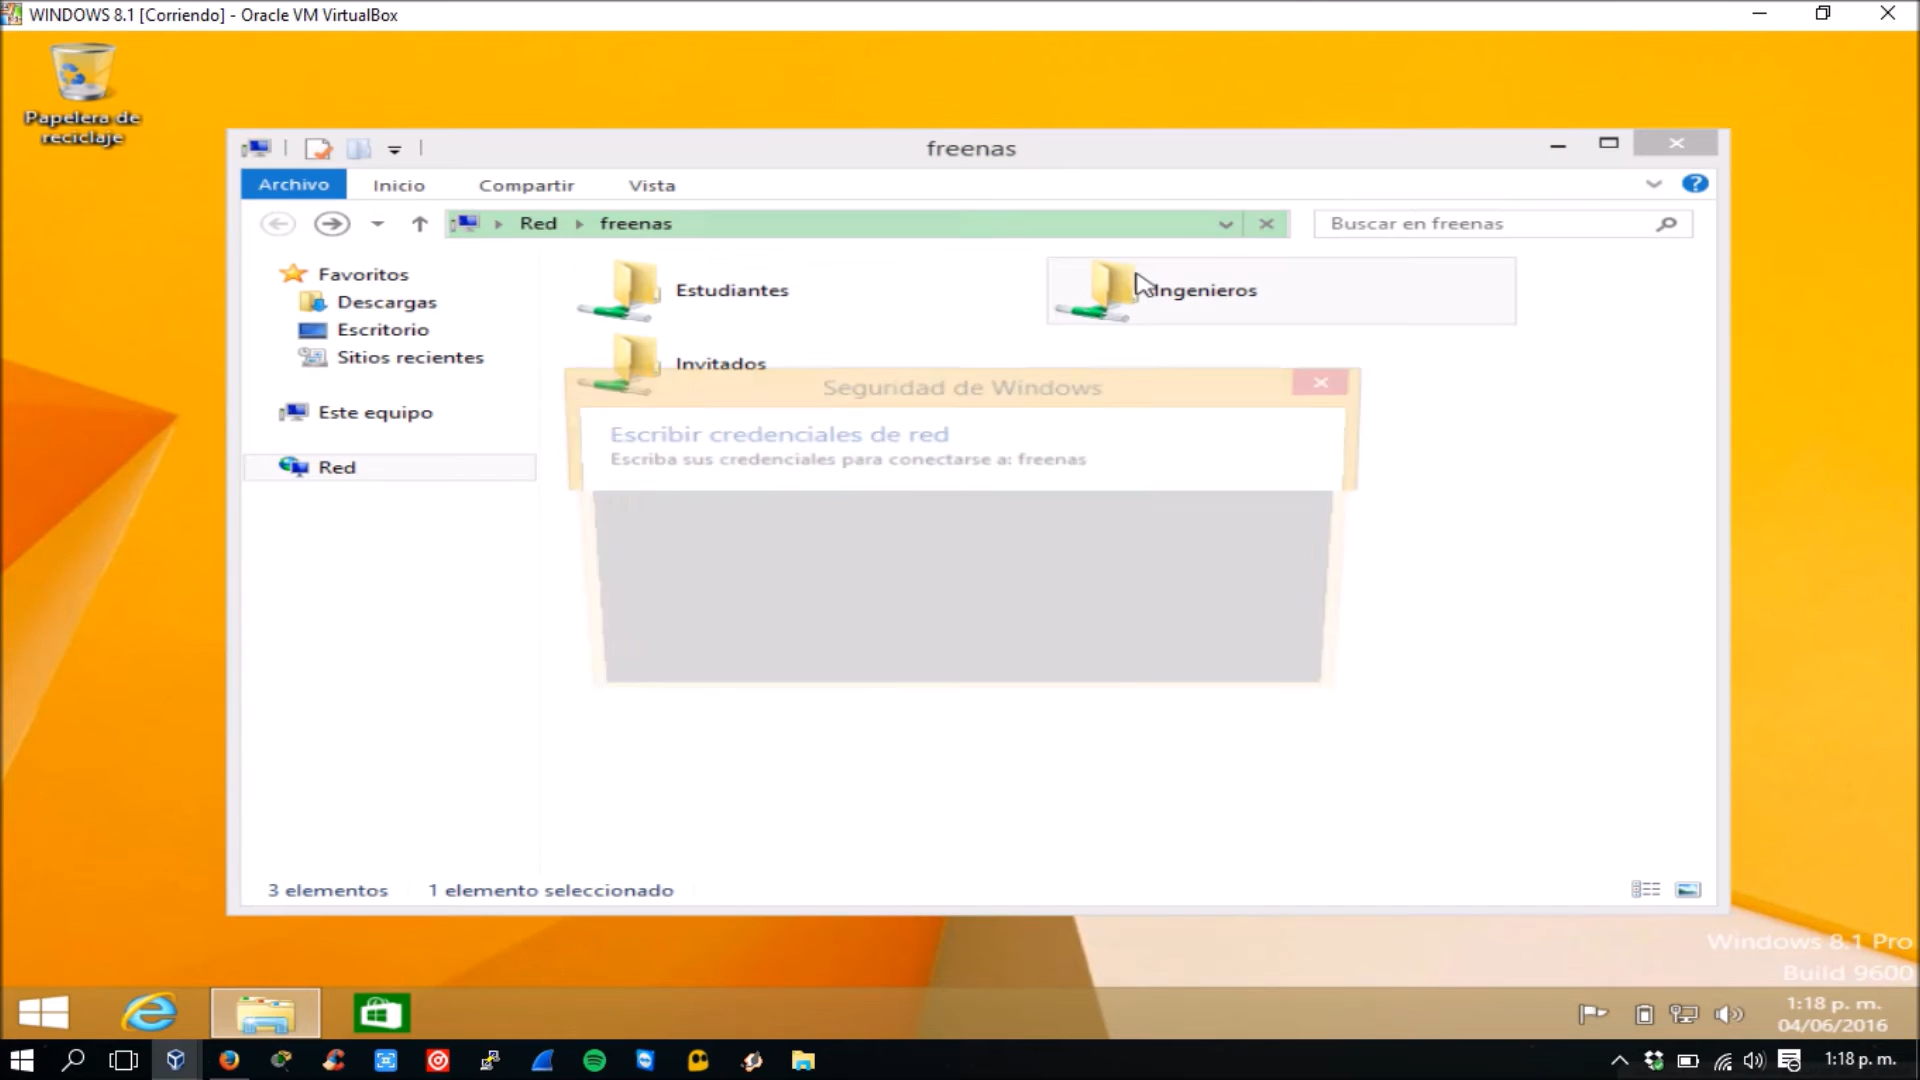 WINDOWS 8.1 [Corriendo] - Oracle VM VirtualBox
Papelera de
reciclaje
freenas
Archivo Inicio Compartir Vista
Red freenas
Buscar en freenas
Favoritos
Descargas
Escritorio
Sitios recientes
Este equipo
Red
Estudiantes
Ingenieros
Invitados
Seguridad de Windows
Escribir credenciales de red
Escriba sus credenciales para conectarse a: freenas
3 elementos 1 elemento seleccionado
Windows 8.1 Pro
Build 9600
1:18 p. m.
04/06/2016
1:18 p. m.